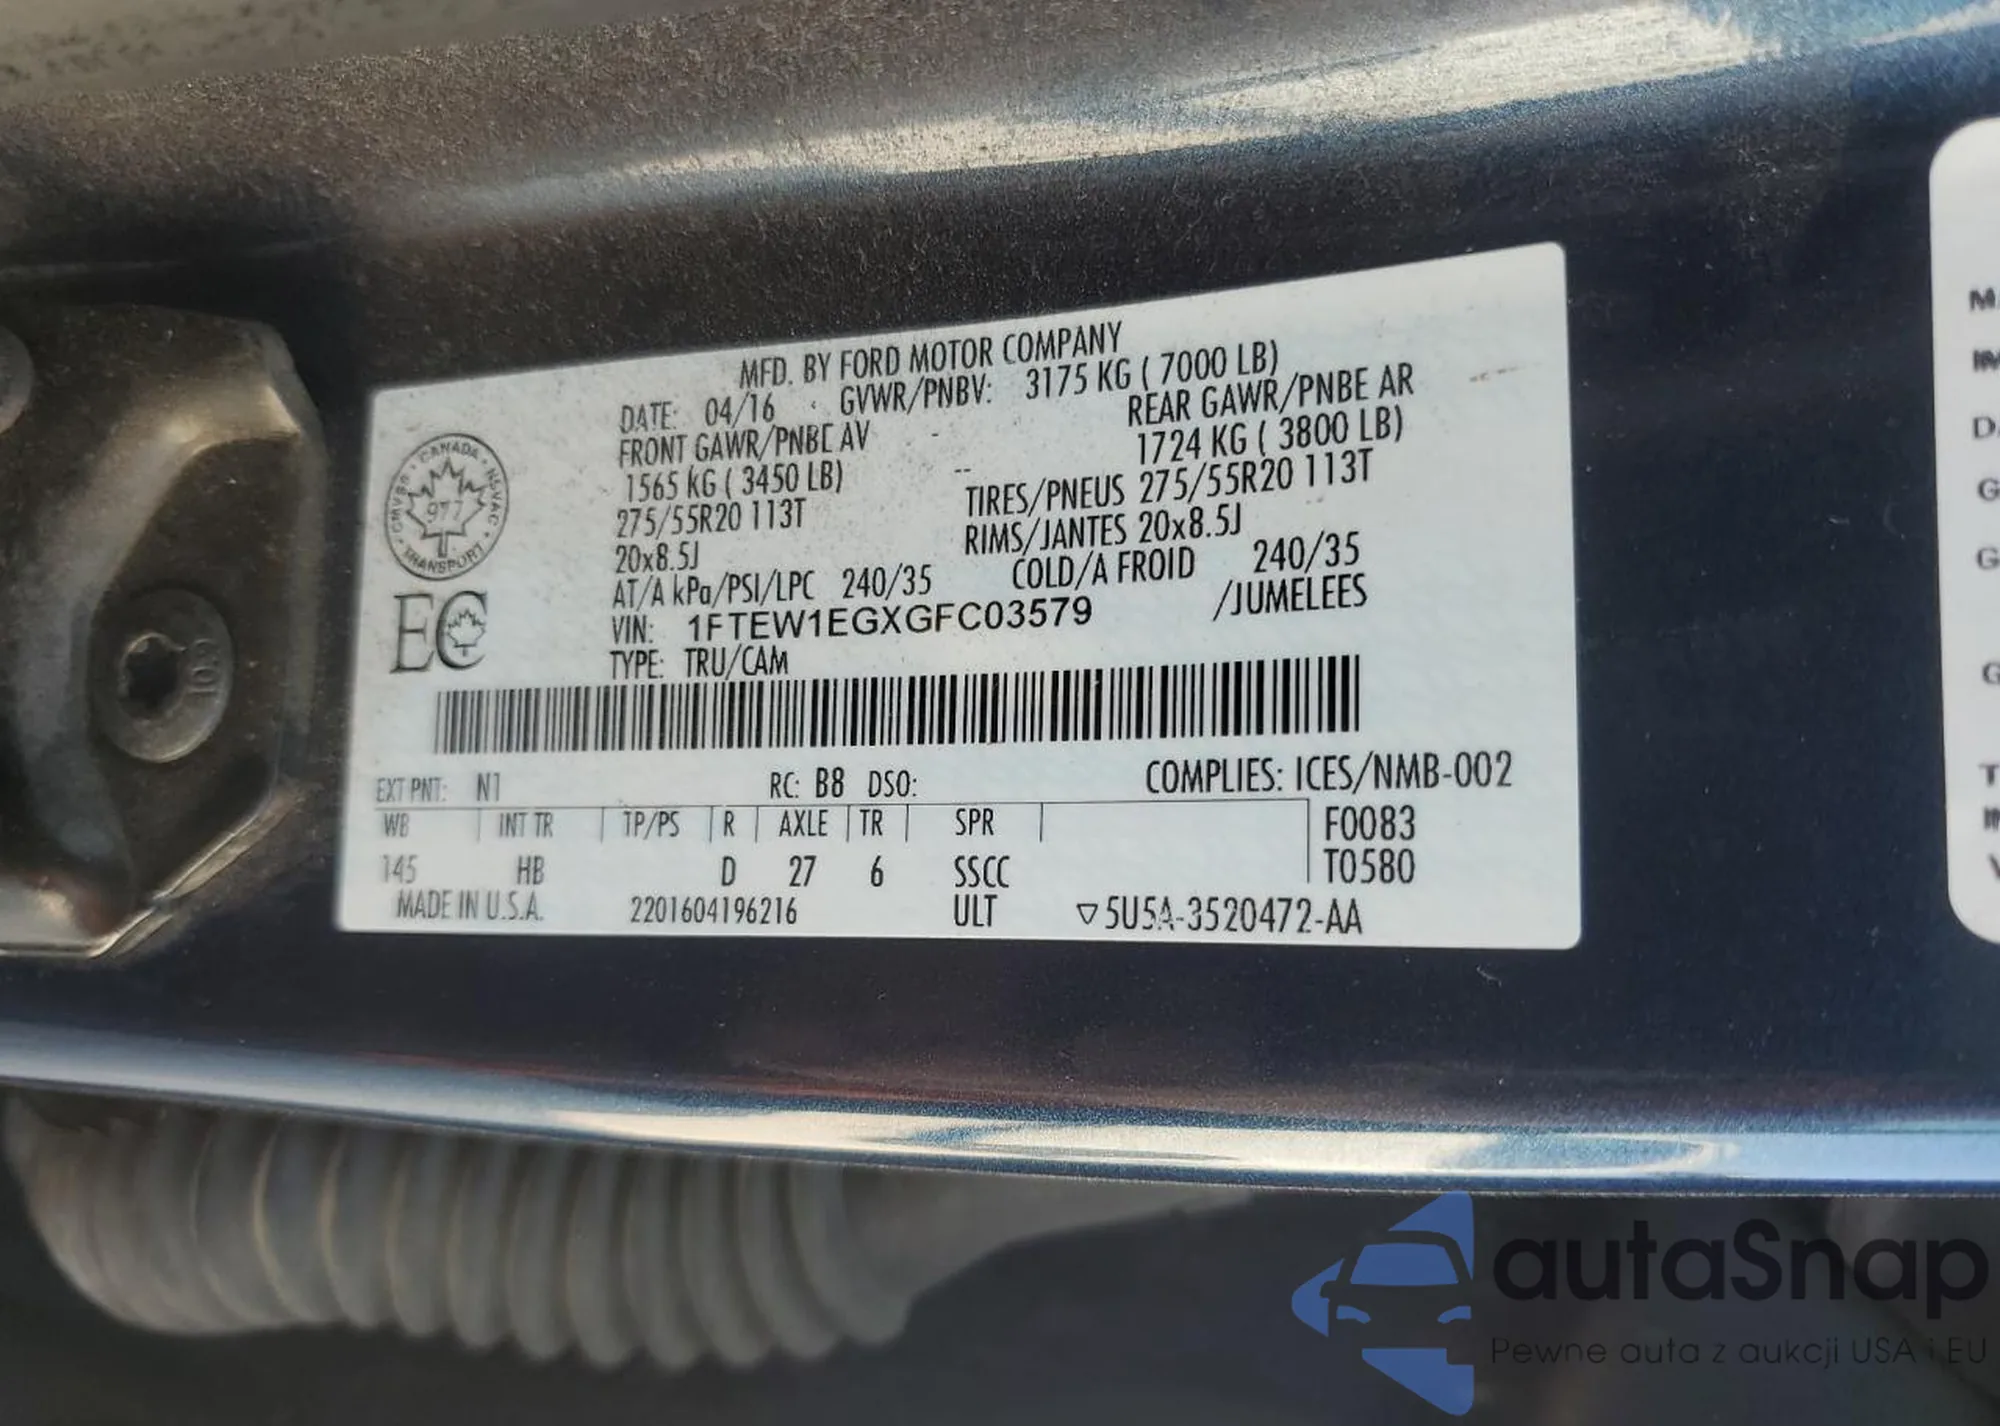 MFD. BY FORD MOTOR COMPANY
DATE: 04/16 GVWR/PNBV: 3175 KG ( 7000 LB)
FRONT GAWR/PNBE AV REAR GAWR/PNBE AR
1565 KG ( 3450 LB) 1724 KG ( 3800 LB)
275/55R20 113T TIRES/PNEUS 275/55R20 113T
20x8.5J RIMS/JANTES 20x8.5J
AT/A kPa/PSI/LPC 240/35 COLD/A FROID 240/35
VIN: 1FTEW1EGXGFC03579 /JUMELEES
TYPE: TRU/CAM
CANADA
977
TRANSPORT
EC
EXT PNT: N1 RC: B8 DSO: COMPLIES: ICES/NMB-002
WB INT TR TP/PS R AXLE TR SPR F0083
145 HB D 27 6 SSCC T0580
MADE IN U.S.A. 2201604196216 ULT ▽5U5A-3520472-AA
autaSnap
Pewne auta z aukcji USA i EU